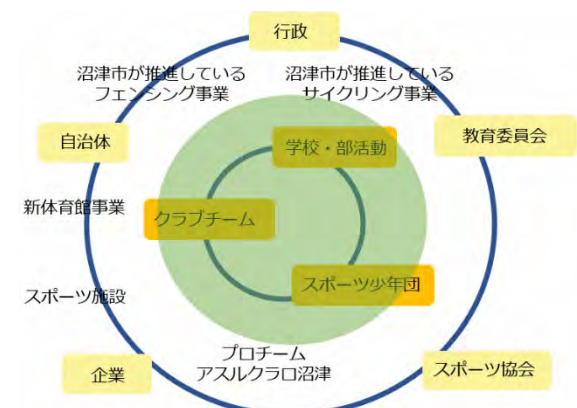 行政
沼津市が推進している
フェンシング事業
沼津市が推進している
サイクリング事業
自治体
学校・部活動
教育委員会
新体育館事業
クラブチーム
スポーツ少年団
スポーツ施設
プロチーム
アスルクラロ沼津
企業
スポーツ協会